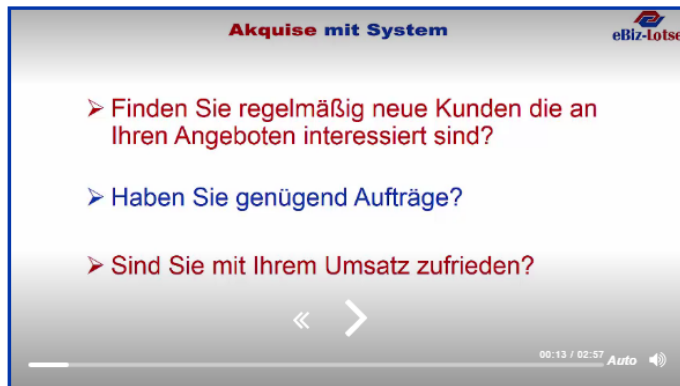 Akquise mit System
eBiz-Lotse
➢ Finden Sie regelmäßig neue Kunden die an
Ihren Angeboten interessiert sind?
➢ Haben Sie genügend Aufträge?
➢ Sind Sie mit Ihrem Umsatz zufrieden?
00:13 / 02:57
Auto